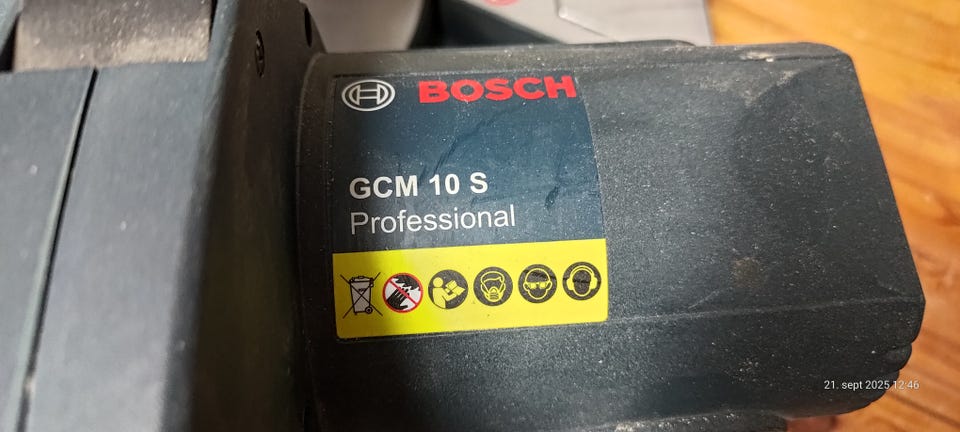 BOSCH
GCM 10 S
Professional
21. sept 2025 12:46